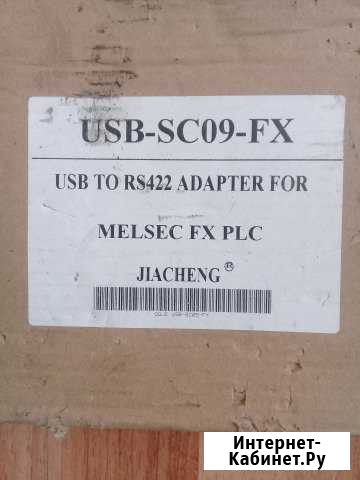 USB-SC09-FX
USB TO RS422 ADAPTER FOR
MELSEC FX PLC
JIACHENG ®
Интернет-
Кабинет.Ру